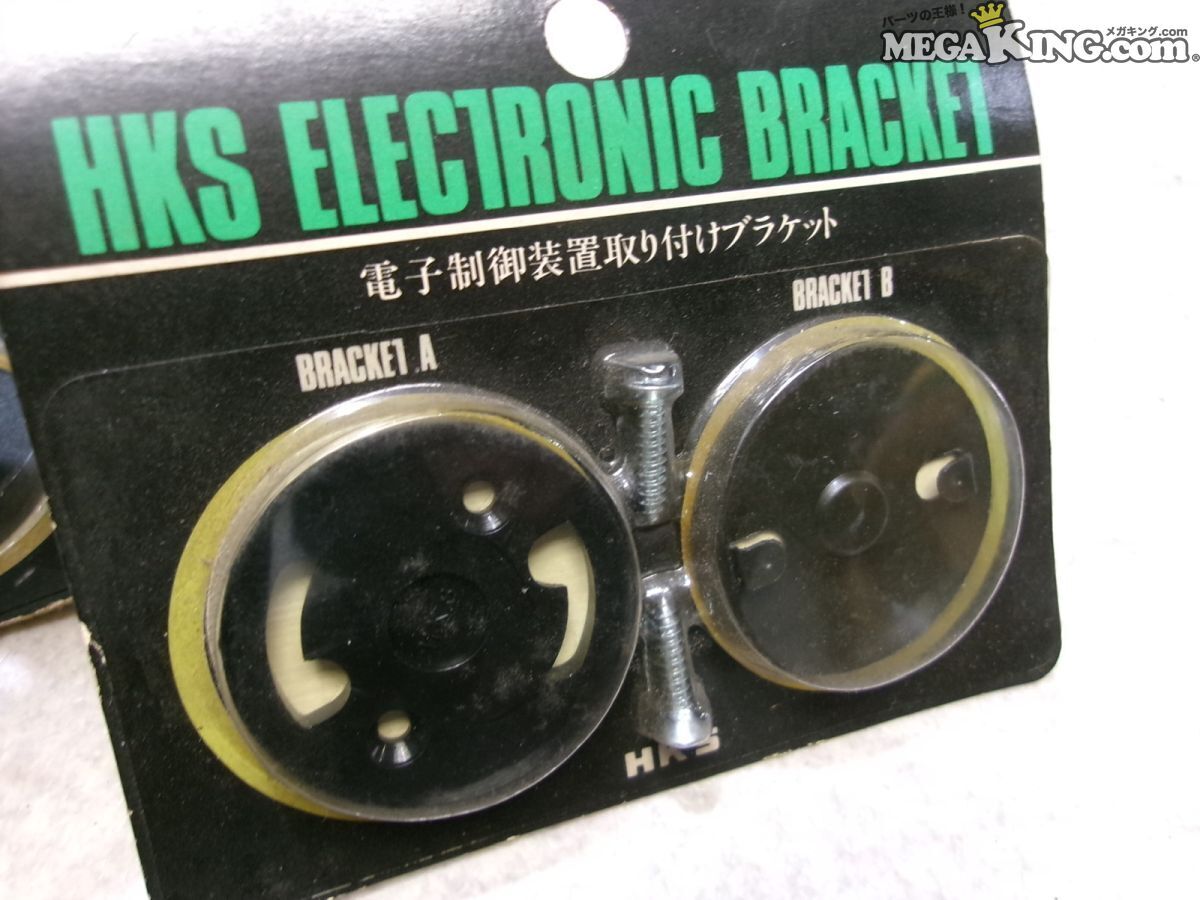 パーツの王様!
メガキング.com
MEGAKING.com®
HKS ELECTRONIC BRACKET
電子制御装置取り付けブラケット
BRACKET A
BRACKET B
HKS